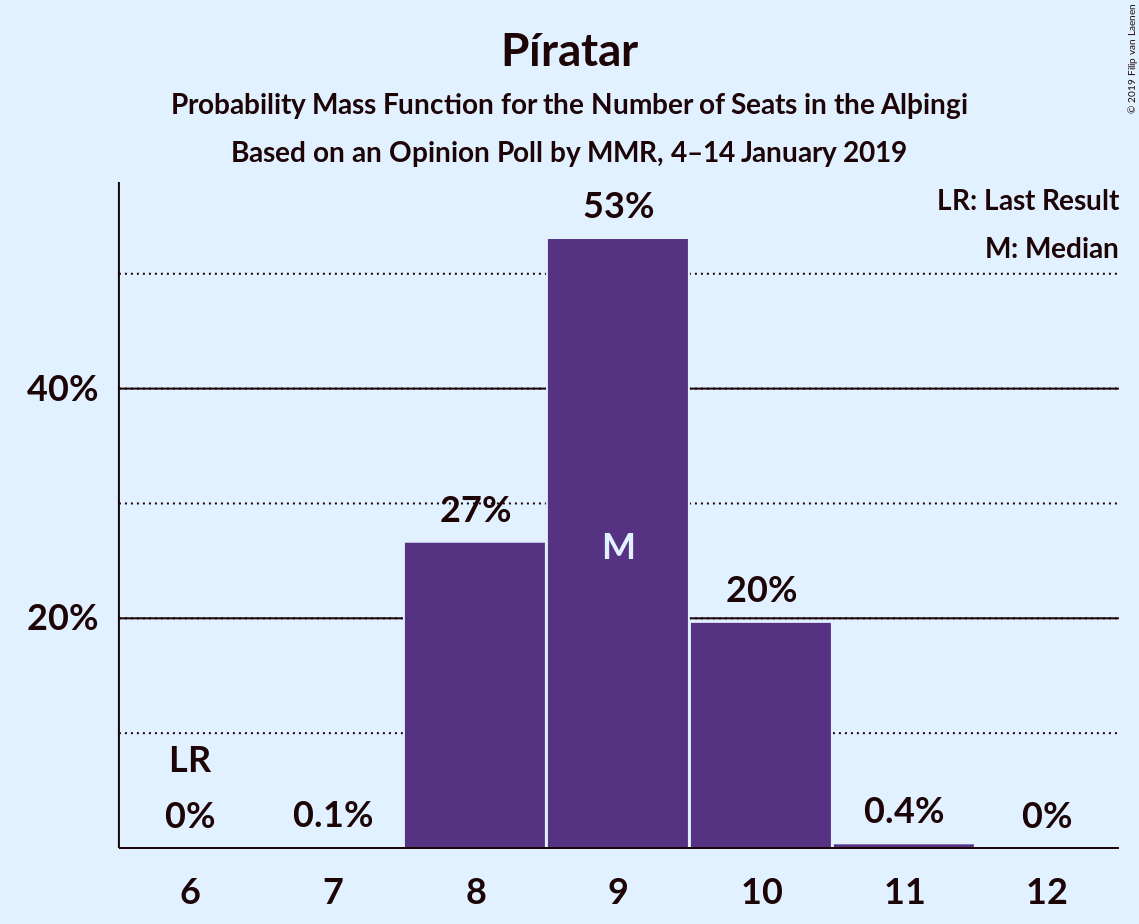 Píratar
Probability Mass Function for the Number of Seats in the Alþingi
Based on an Opinion Poll by MMR, 4–14 January 2019
© 2019 Filip van Laenen
LR: Last Result
M: Median
53%
40%
27%
M
20%
20%
LR
0%
0.1%
0.4%
0%
6 7 8 9 10 11 12